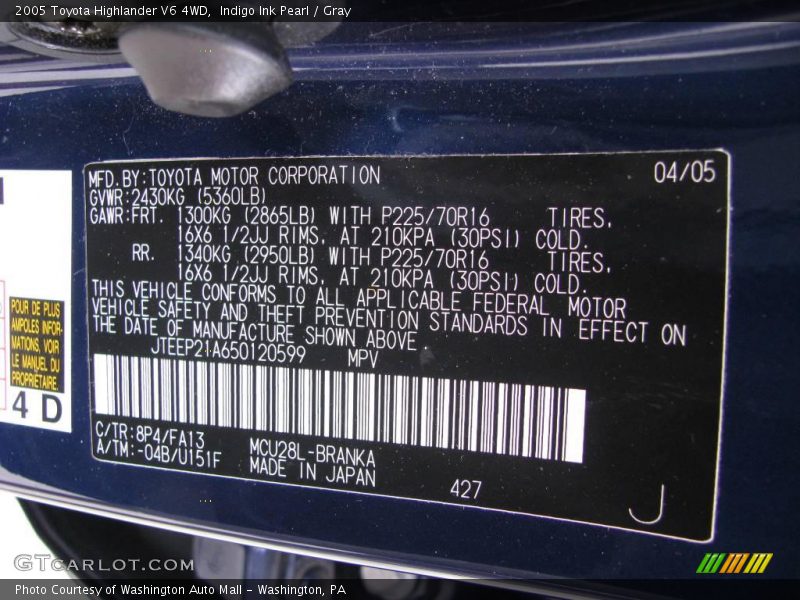 2005 Toyota Highlander V6 4WD,  Indigo Ink Pearl / Gray
MFD.BY:TOYOTA MOTOR CORPORATION 04/05
GVWR:2430KG (5360LB)
GAWR:FRT. 1300KG (2865LB) WITH P225/70R16 TIRES,
16X6 1/2JJ RIMS, AT 210KPA (30PSI) COLD.
RR. 1340KG (2950LB) WITH P225/70R16 TIRES,
16X6 1/2JJ RIMS, AT 210KPA (30PSI) COLD.
THIS VEHICLE CONFORMS TO ALL APPLICABLE FEDERAL MOTOR
VEHICLE SAFETY AND THEFT PREVENTION STANDARDS IN EFFECT ON
THE DATE OF MANUFACTURE SHOWN ABOVE.
JTEEP21A650120599 MPV
C/TR:8P4/FA13
A/TM:-04B/U151F
MCU28L-BRANKA
MADE IN JAPAN
427
J
POUR DE PLUS
AMPOLES INFOR-
MATIONS, VOIR
LE MANUEL DU
PROPRIÉTAIRE.
4 D
GTCARLOT.COM
Photo Courtesy of Washington Auto Mall - Washington, PA